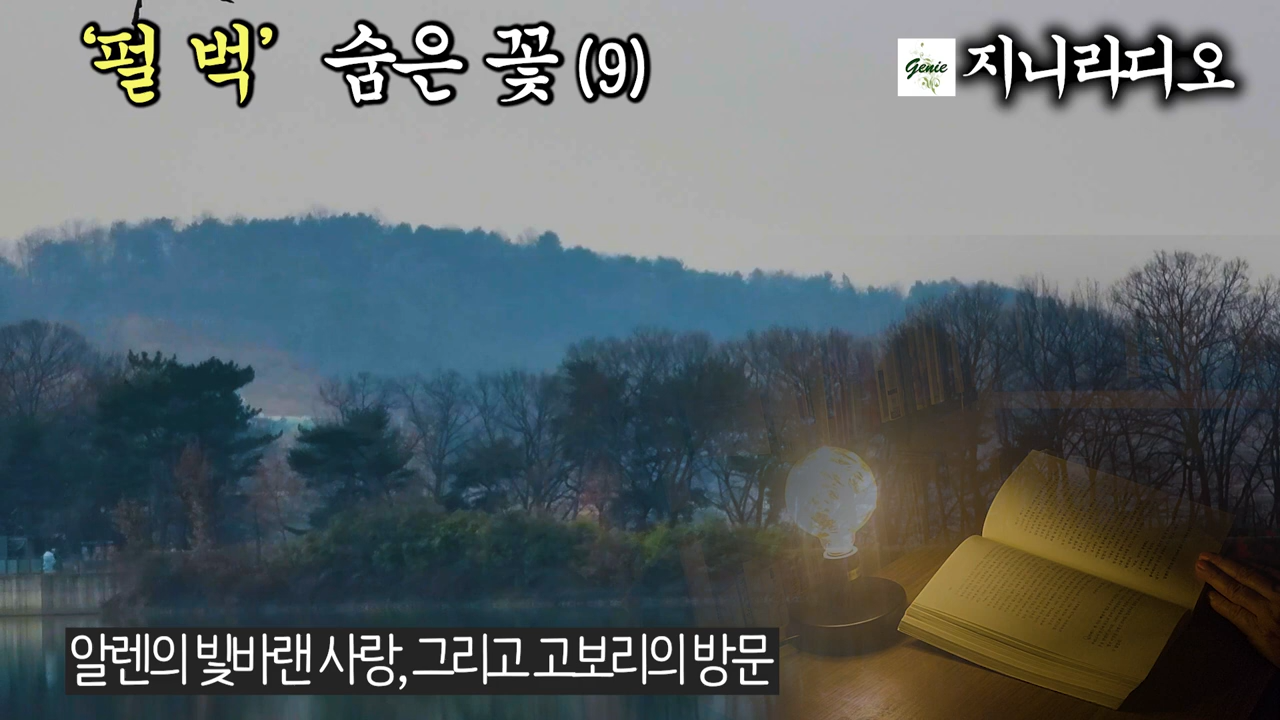 ‘펄 벅’ 숨은 꽃 (9)
Genie 지니라디오
알렌의 빛바랜 사랑, 그리고 고보리의 방문